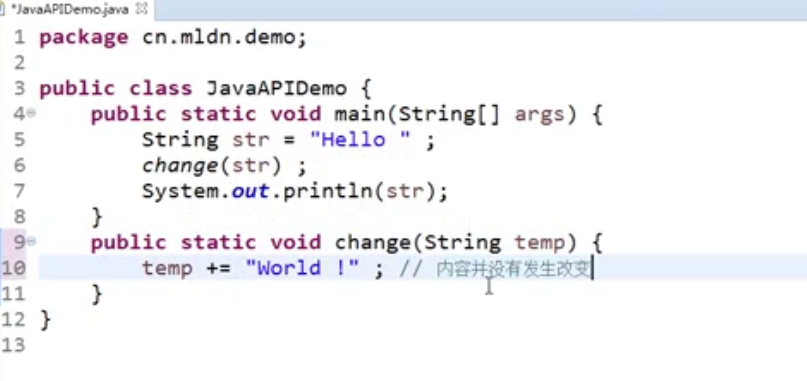 *JavaAPIDemo.java
1 package cn.mldn.demo;
2
3 public class JavaAPIDemo {
4 public static void main(String[] args) {
5 String str = "Hello " ;
6 change(str) ;
7 System.out.println(str);
8 }
9 public static void change(String temp) {
10 temp += "World !" ; // 内容并没有发生改变
11 }
12 }
13